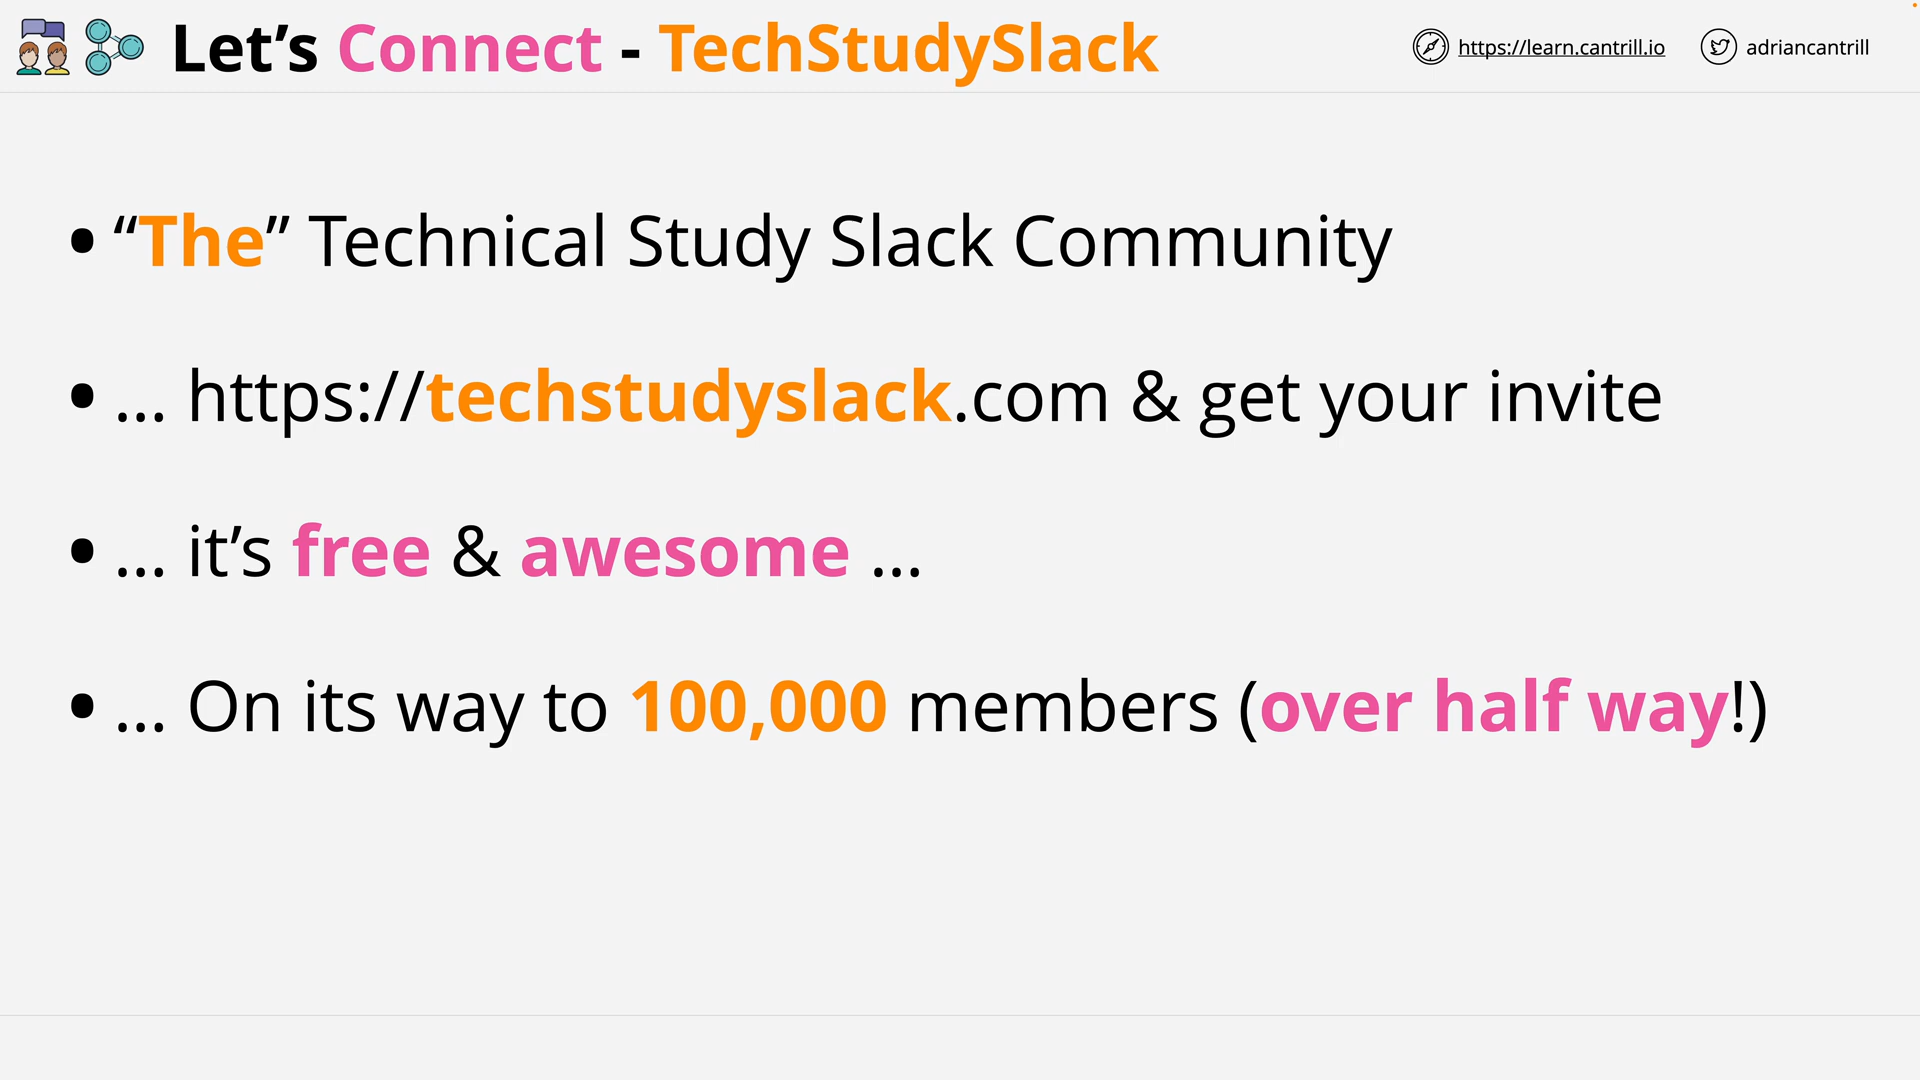 Let’s Connect - TechStudySlack
https://learn.cantrill.io
adriancantrill
• “The” Technical Study Slack Community
• … https://techstudyslack.com & get your invite
• … it’s free & awesome …
• … On its way to 100,000 members (over half way!)